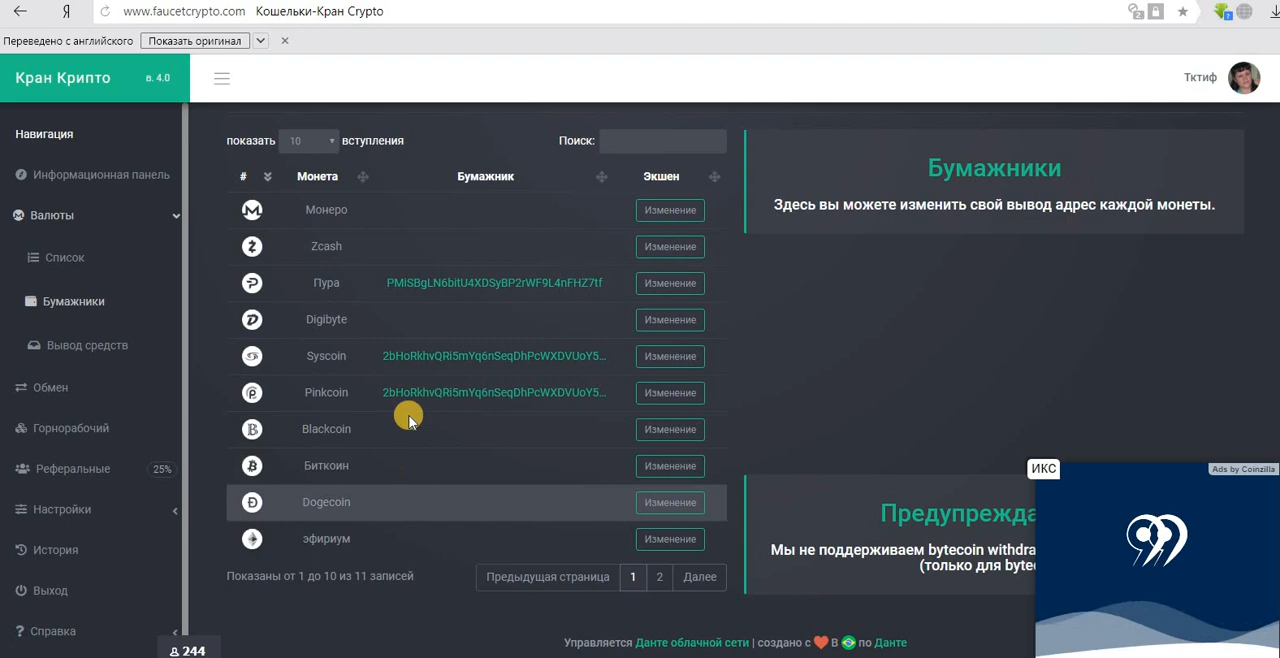 www.faucetcrypto.com Кошельки-Кран Crypto
Переведено с английского Показать оригинал
Кран Крипто в. 4.0
Тктиф
Навигация
Информационная панель
Валюты
Список
Бумажники
Вывод средств
Обмен
Горнорабочий
Реферальные 25%
Настройки
История
Выход
Справка
244
показать 10 вступления Поиск:
# Монета Бумажник Экшен
Монеро Изменение
Zcash Изменение
Пура PMiSBgLN6bitU4XDSyBP2rWF9L4nFHZ7tf Изменение
Digibyte Изменение
Syscoin 2bHoRkhvQRi5mYq6nSeqDhPcWXDVUoY5... Изменение
Pinkcoin 2bHoRkhvQRi5mYq6nSeqDhPcWXDVUoY5... Изменение
Blackcoin Изменение
Биткоин Изменение
Dogecoin Изменение
эфириум Изменение
Показаны от 1 до 10 из 11 записей Предыдущая страница 1 2 Далее
Бумажники
Здесь вы можете изменить свой вывод адрес каждой монеты.
Предупрежда
Мы не поддерживаем bytecoin withdra
(только для byte
ИКС
Ads by Coinzilla
Управляется Данте облачной сети | создано с В по Данте